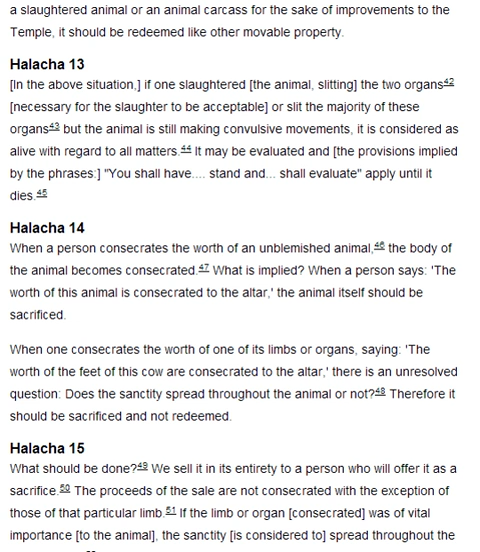 a slaughtered animal or an animal carcass for the sake of improvements to the
Temple, it should be redeemed like other movable property.
Halacha 13
[In the above situation,] if one slaughtered [the animal, slitting] the two organs42
[necessary for the slaughter to be acceptable] or slit the majority of these
organs43 but the animal is still making convulsive movements, it is considered as
alive with regard to all matters.44 It may be evaluated and [the provisions implied
by the phrases:] "You shall have.... stand and... shall evaluate" apply until it
dies.45
Halacha 14
When a person consecrates the worth of an unblemished animal,46 the body of
the animal becomes consecrated.47 What is implied? When a person says: 'The
worth of this animal is consecrated to the altar,' the animal itself should be
sacrificed.
When one consecrates the worth of one of its limbs or organs, saying: 'The
worth of the feet of this cow are consecrated to the altar,' there is an unresolved
question: Does the sanctity spread throughout the animal or not?48 Therefore it
should be sacrificed and not redeemed.
Halacha 15
What should be done?49 We sell it in its entirety to a person who will offer it as a
sacrifice.50 The proceeds of the sale are not consecrated with the exception of
those of that particular limb.51 If the limb or organ [consecrated] was of vital
importance [to the animal], the sanctity [is considered to] spread throughout the